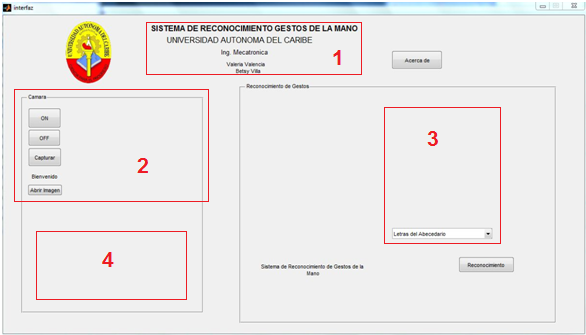 interfaz
SISTEMA DE RECONOCIMIENTO GESTOS DE LA MANO
UNIVERSIDAD AUTONOMA DEL CARIBE
Ing. Mecatronica
Valeria Valencia
Betsy Villa
1
Acerca de
Camara
ON
OFF
Capturar
Bienvenido
Abrir Imagen
2
4
Reconocimiento de Gestos
3
Letras del Abecedario
Sistema de Reconocimiento de Gestos de la
Mano
Reconocimiento